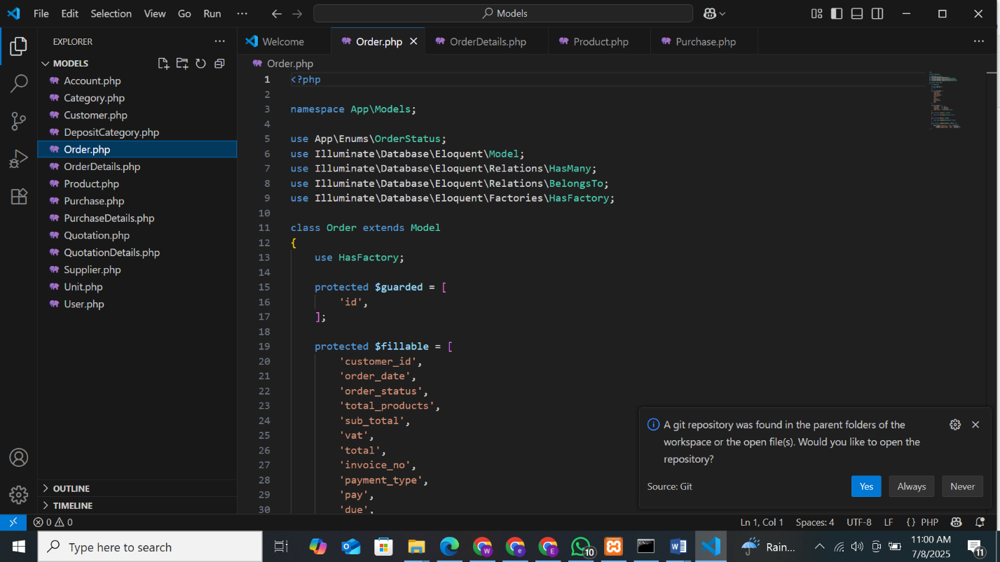 File Edit Selection View Go Run ··· Models
EXPLORER ···
MODELS
Account.php
Category.php
Customer.php
DepositCategory.php
Order.php
OrderDetails.php
Product.php
Purchase.php
PurchaseDetails.php
Quotation.php
QuotationDetails.php
Supplier.php
Unit.php
User.php
OUTLINE
TIMELINE
Welcome Order.php OrderDetails.php Product.php Purchase.php ···
Order.php
1 <?php
2
3 namespace App\Models;
4
5 use App\Enums\OrderStatus;
6 use Illuminate\Database\Eloquent\Model;
7 use Illuminate\Database\Eloquent\Relations\HasMany;
8 use Illuminate\Database\Eloquent\Relations\BelongsTo;
9 use Illuminate\Database\Eloquent\Factories\HasFactory;
10
11 class Order extends Model
12 {
13 use HasFactory;
14
15 protected $guarded = [
16 'id',
17 ];
18
19 protected $fillable = [
20 'customer_id',
21 'order_date',
22 'order_status',
23 'total_products',
24 'sub_total',
25 'vat',
26 'total',
27 'invoice_no',
28 'payment_type',
29 'pay',
30 'due',
A git repository was found in the parent folders of the
workspace or the open file(s). Would you like to open the
repository?
Source: Git Yes Always Never
0 0 Ln 1, Col 1 Spaces: 4 UTF-8 LF {} PHP
Type here to search W e E 10 Rain... 11:00 AM
7/8/2025 11